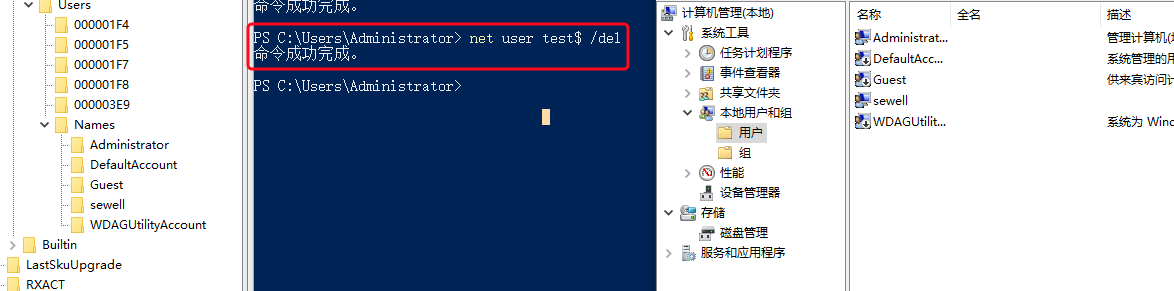 Users
000001F4
000001F5
000001F7
000001F8
000003E9
Names
Administrator
DefaultAccount
Guest
sewell
WDAGUtilityAccount
Builtin
LastSkuUpgrade
RXACT
命令成功完成。
PS C:\Users\Administrator> net user test$ /del
命令成功完成。
PS C:\Users\Administrator>
计算机管理(本地)
系统工具
任务计划程序
事件查看器
共享文件夹
本地用户和组
用户
组
性能
设备管理器
存储
磁盘管理
服务和应用程序
名称 全名 描述
Administrat... 管理计算机(
DefaultAcc... 系统管理的用
Guest 供来宾访问计
sewell
WDAGUtilit... 系统为 Wind